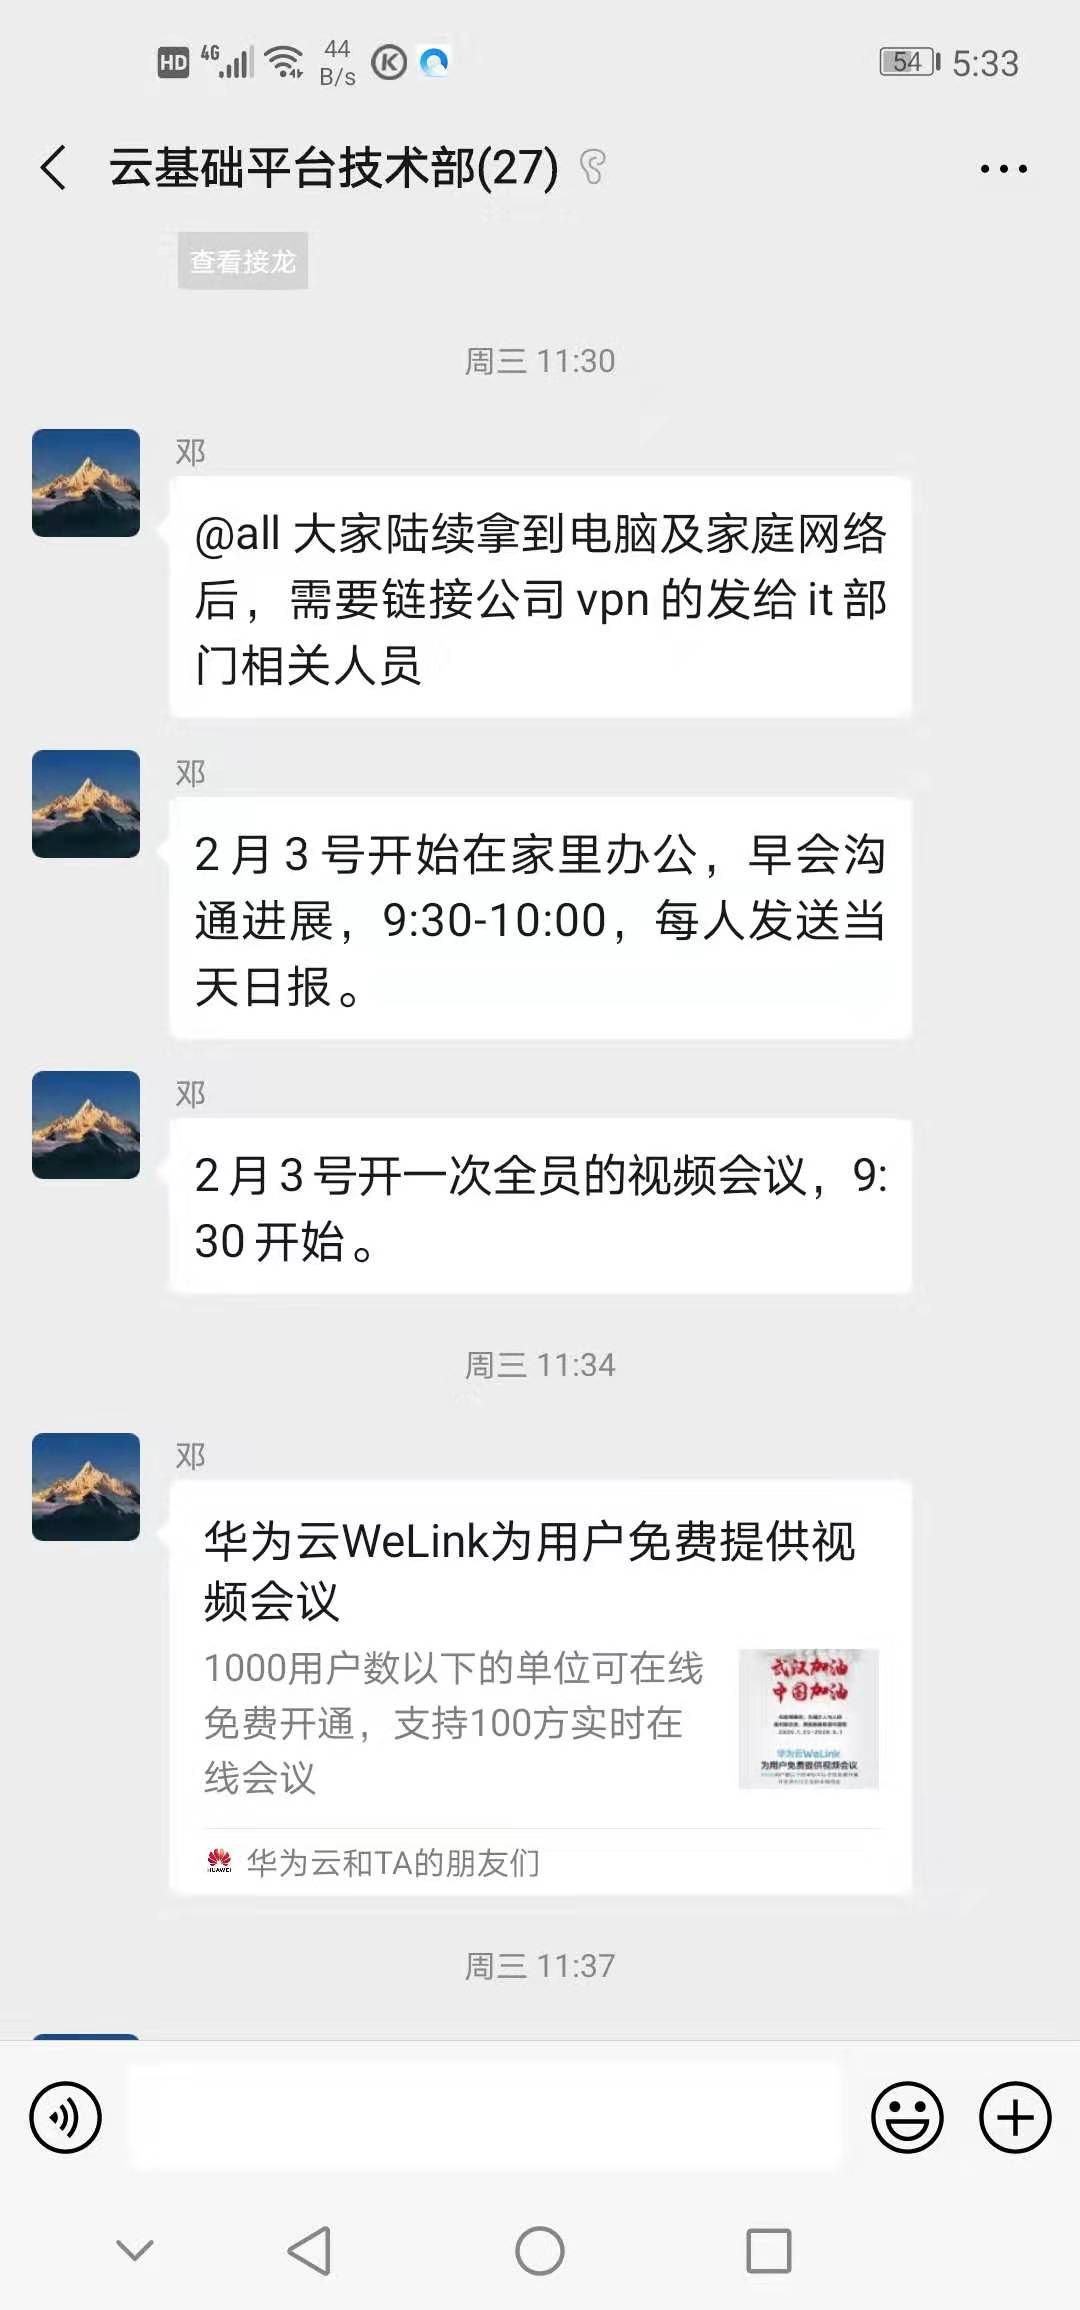 HD 4G 44 B/s 54 5:33
云基础平台技术部(27)
查看接龙
周三 11:30
邓
@all 大家陆续拿到电脑及家庭网络
后，需要链接公司 vpn 的发给 it 部
门相关人员
邓
2 月 3 号开始在家里办公，早会沟
通进展，9:30-10:00，每人发送当
天日报。
邓
2 月 3 号开一次全员的视频会议，9:
30 开始。
周三 11:34
邓
华为云WeLink为用户免费提供视
频会议
1000用户数以下的单位可在线
免费开通，支持100方实时在
线会议
武汉加油
中国加油
华为云WeLink
为用户免费提供视频会议
HUAWEI 华为云和TA的朋友们
周三 11:37